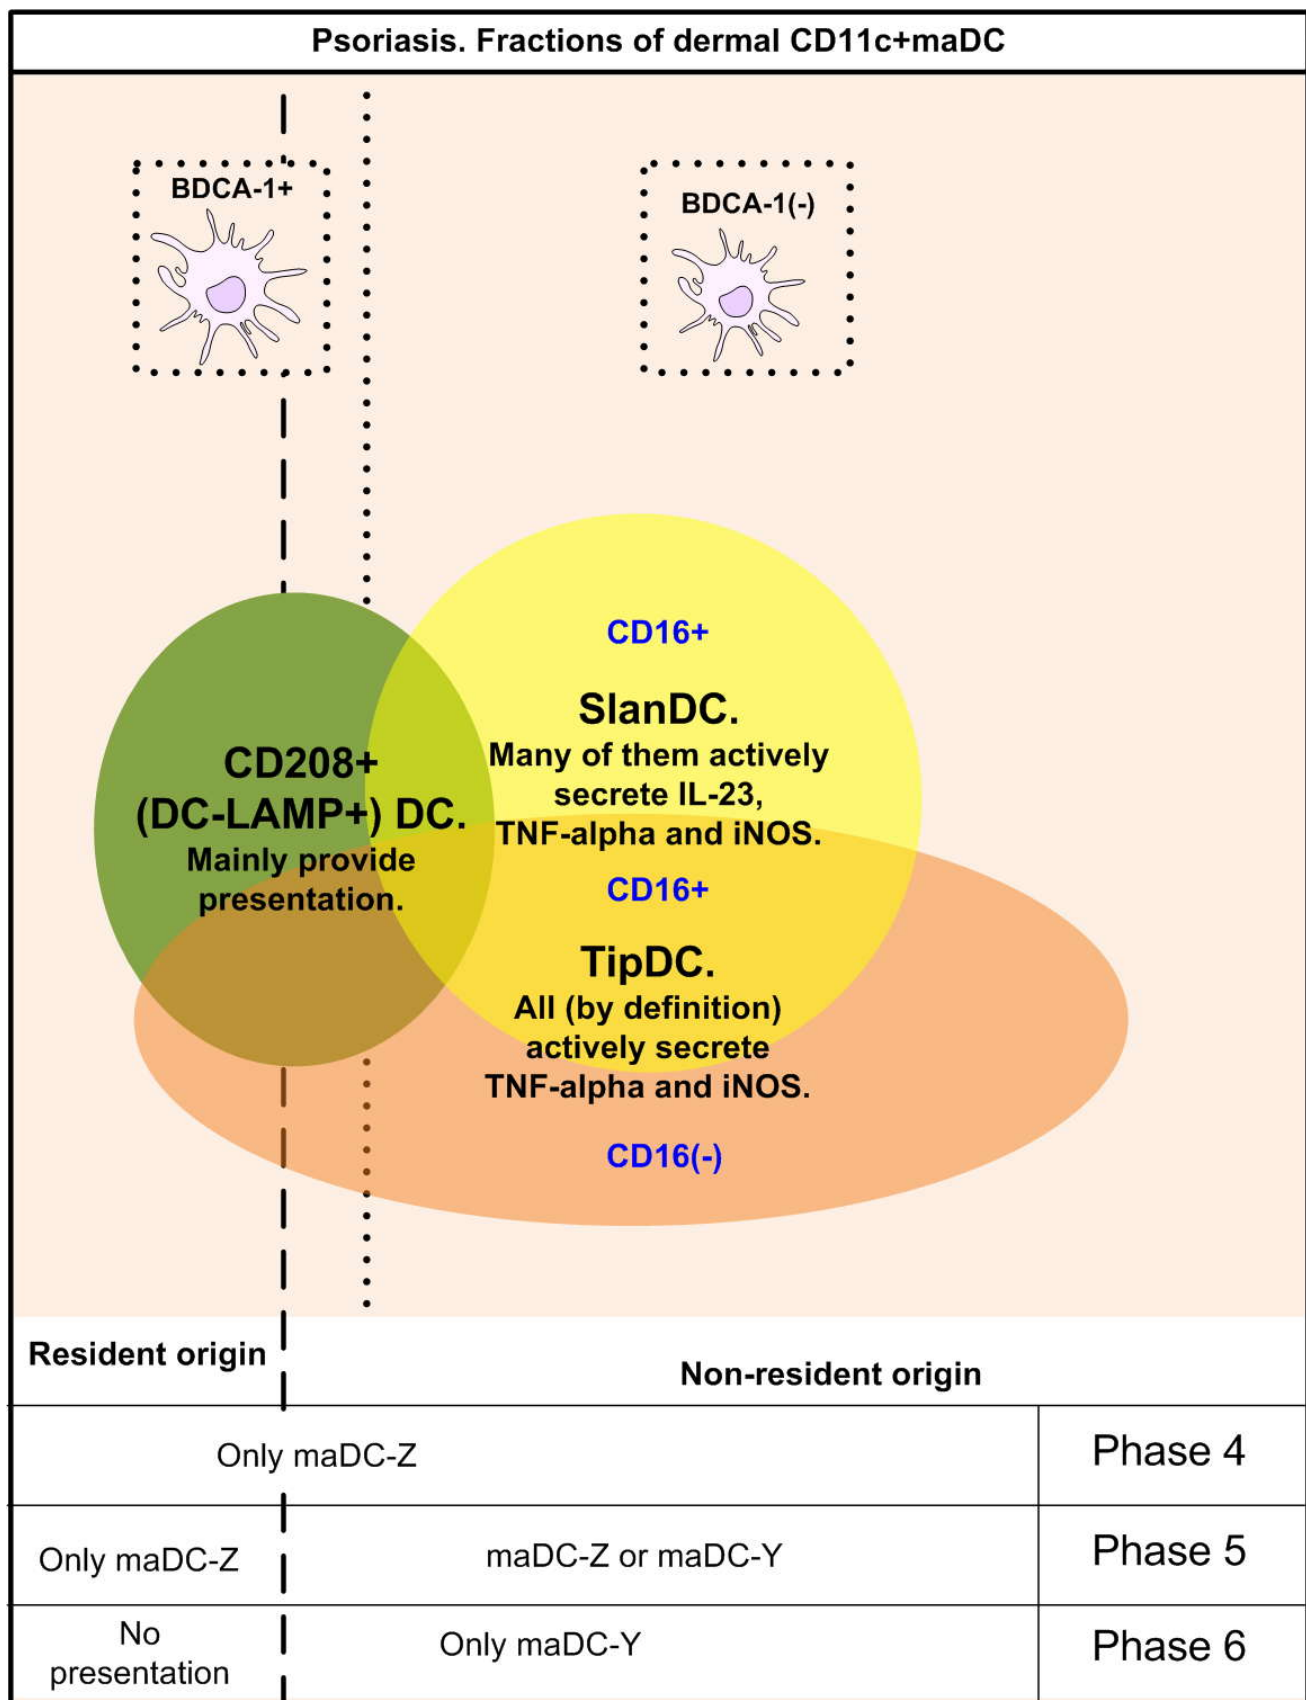 Psoriasis. Fractions of dermal CD11c+maDC
BDCA-1+
BDCA-1(-)
CD16+
SlanDC.
Many of them actively
secrete IL-23,
TNF-alpha and iNOS.
CD208+
(DC-LAMP+) DC.
Mainly provide
presentation.
CD16+
TipDC.
All (by definition)
actively secrete
TNF-alpha and iNOS.
CD16(-)
Resident origin
Non-resident origin
Only maDC-Z
Phase 4
Only maDC-Z
maDC-Z or maDC-Y
Phase 5
No
presentation
Only maDC-Y
Phase 6